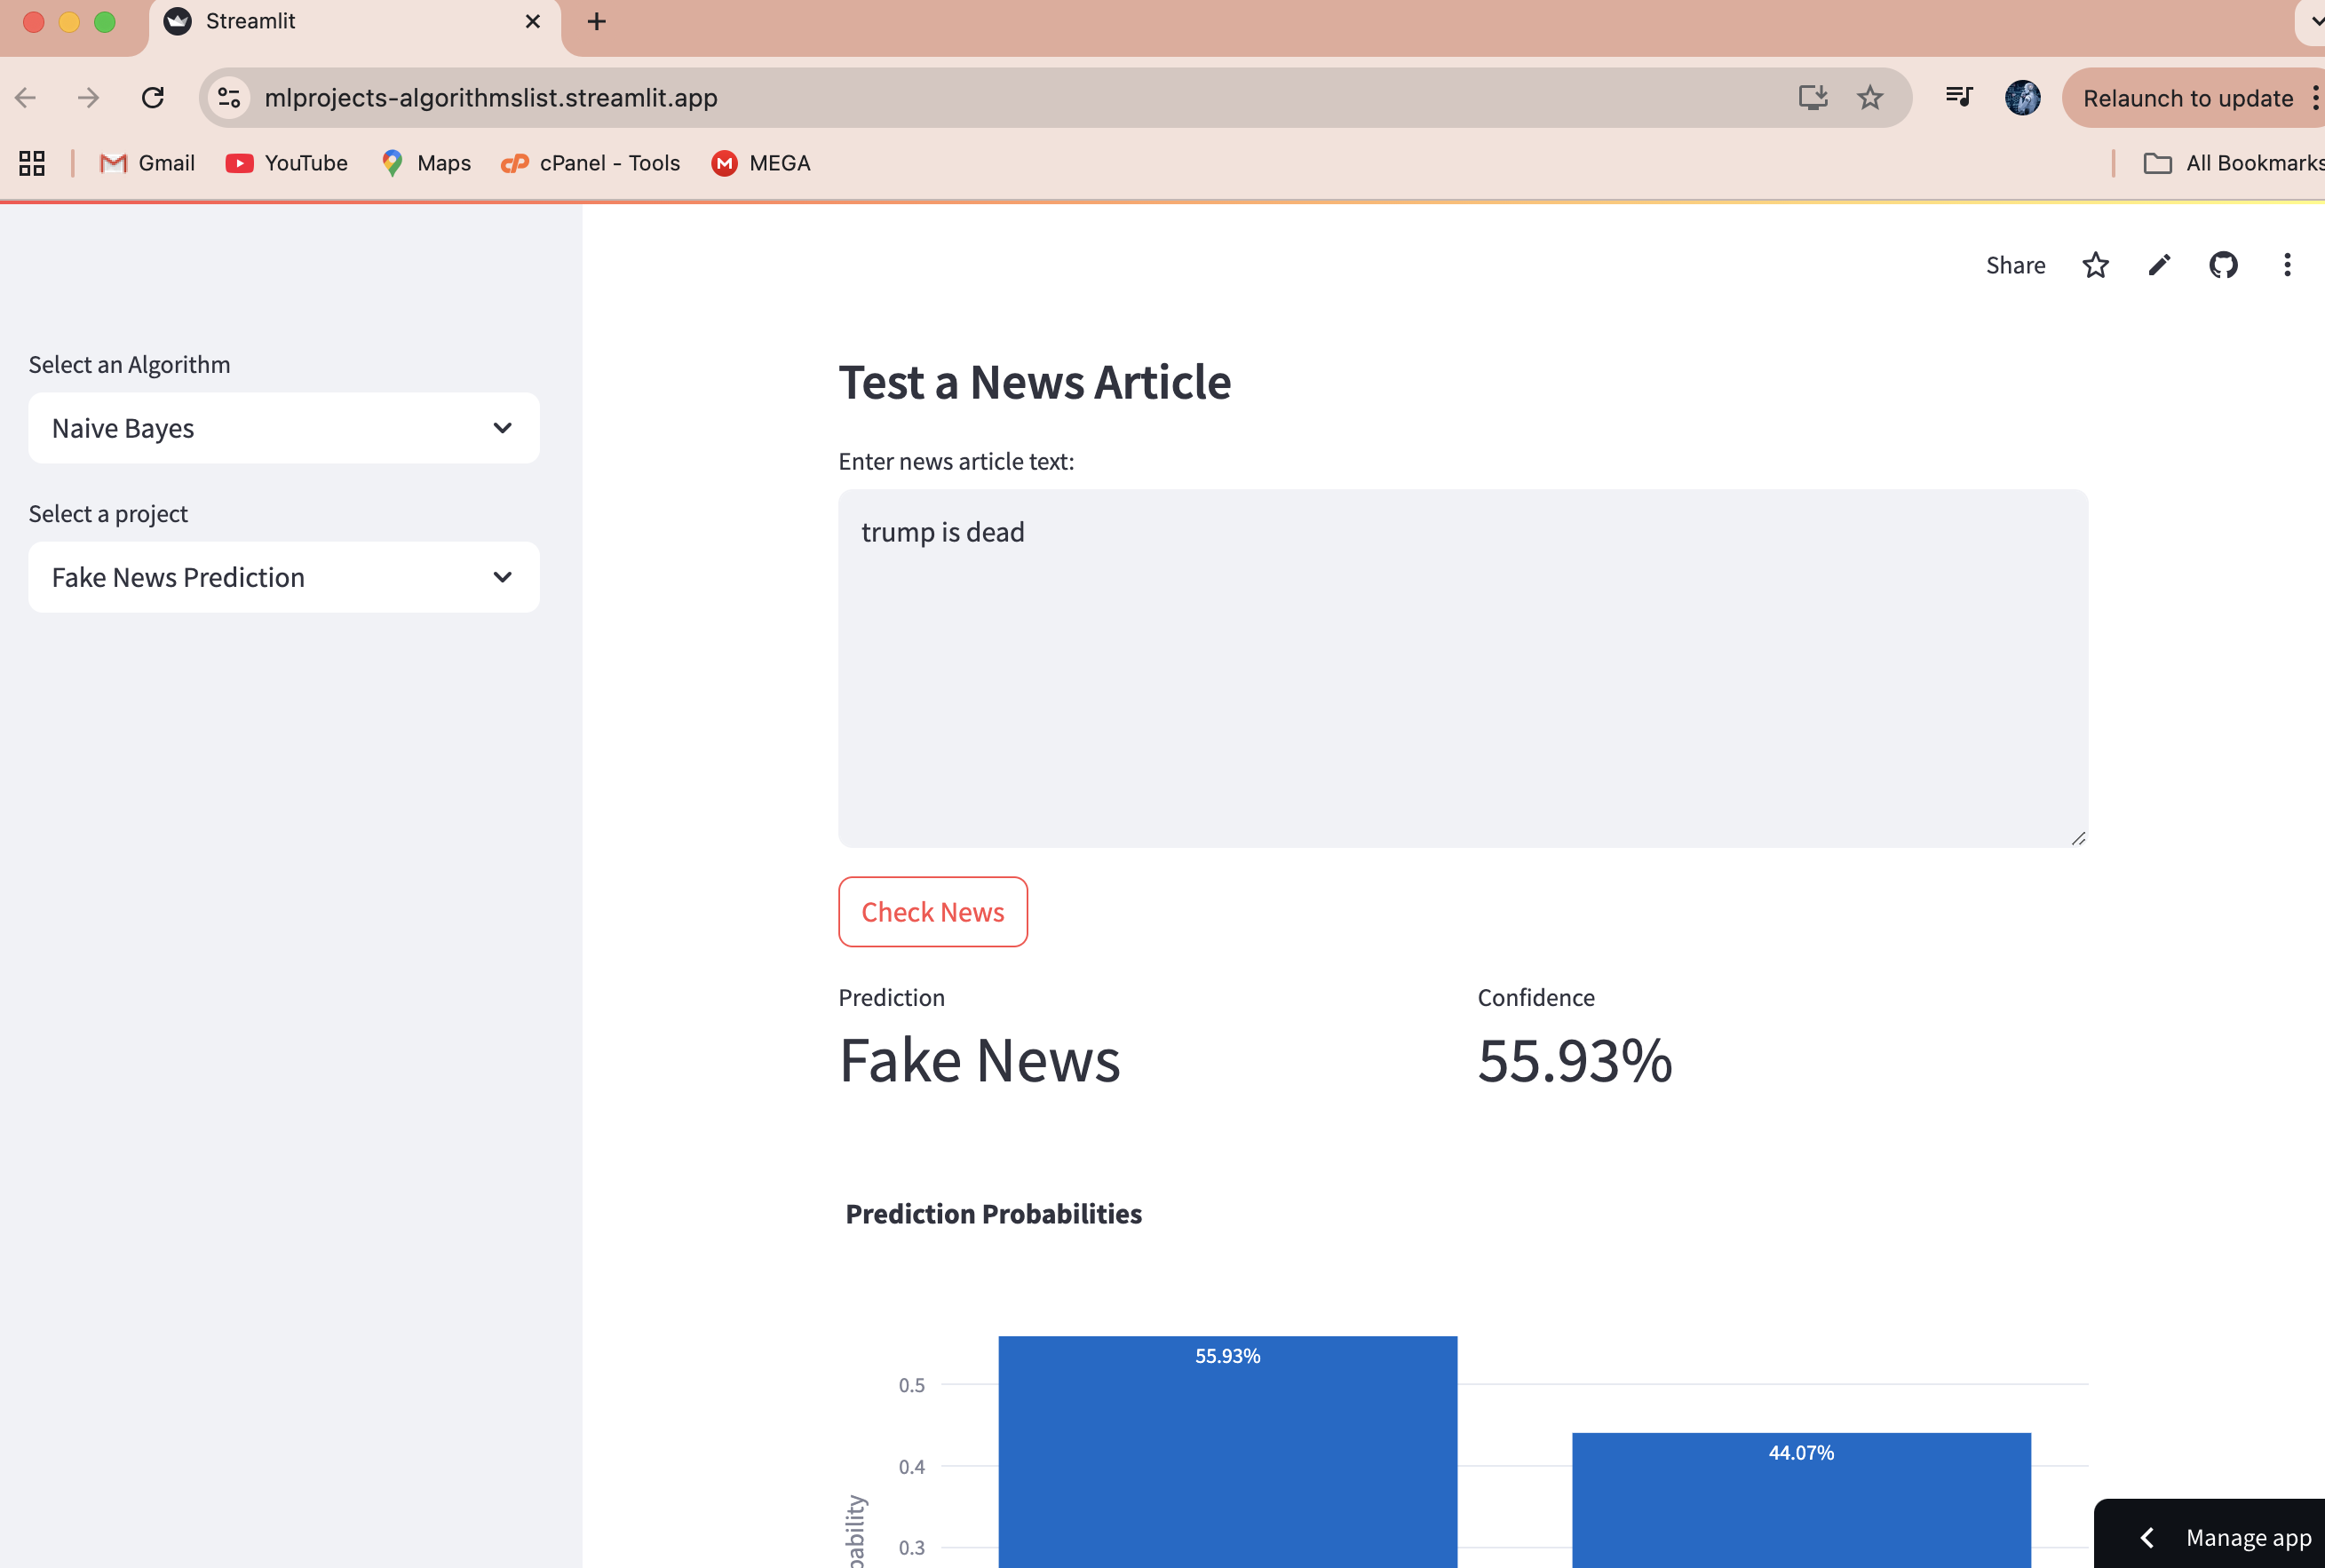 Streamlit
mlprojects-algorithmslist.streamlit.app
Relaunch to update
Gmail
YouTube
Maps
cPanel - Tools
MEGA
All Bookmarks
Share
Select an Algorithm
Naive Bayes
Select a project
Fake News Prediction
Test a News Article
Enter news article text:
trump is dead
Check News
Prediction
Confidence
Fake News
55.93%
Prediction Probabilities
55.93%
0.5
44.07%
0.4
0.3
Manage app